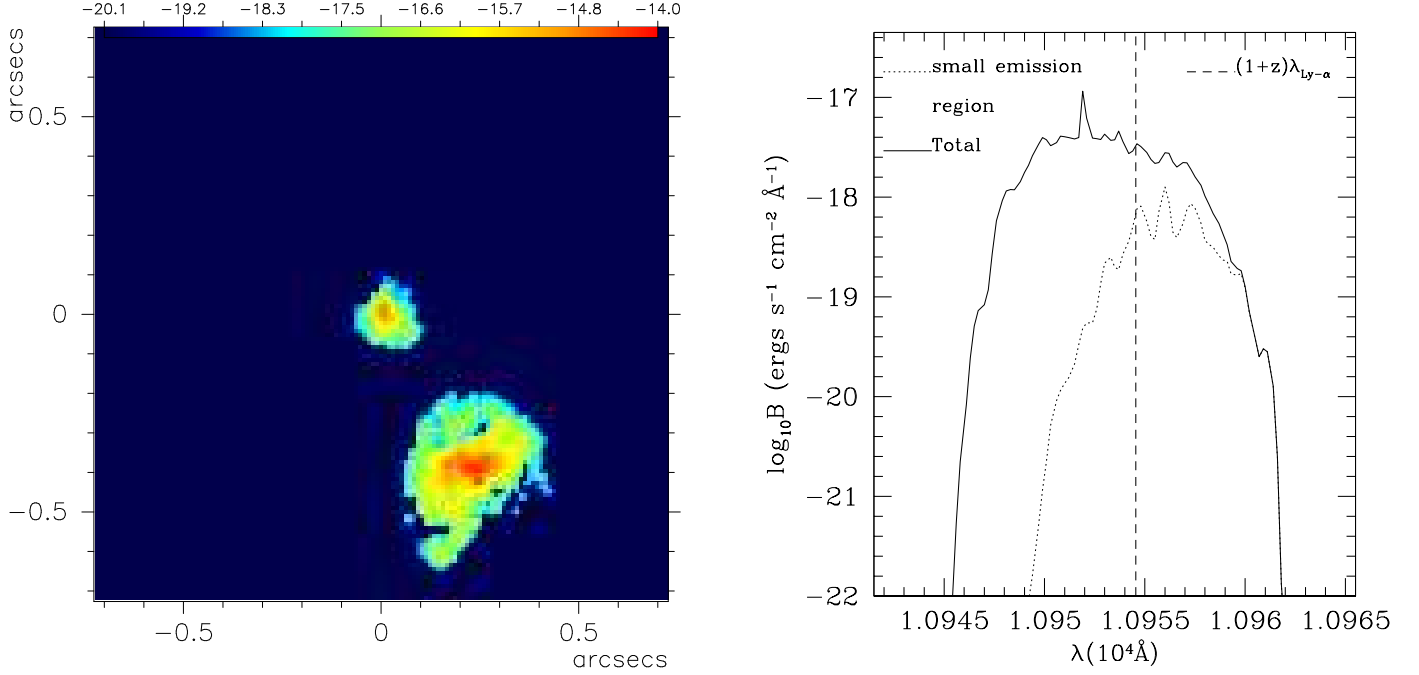 −20.1 −19.2 −18.3 −17.5 −16.6 −15.7 −14.8 −14.0
arcsecs
0.5
0
−0.5
−0.5 0 0.5
arcsecs
small emission
region
Total
(1+z)λLy−α
−17
−18
−19
−20
−21
−22
log₁₀B (ergs s⁻¹ cm⁻² Å⁻¹)
1.0945 1.095 1.0955 1.096 1.0965
λ(10⁴Å)